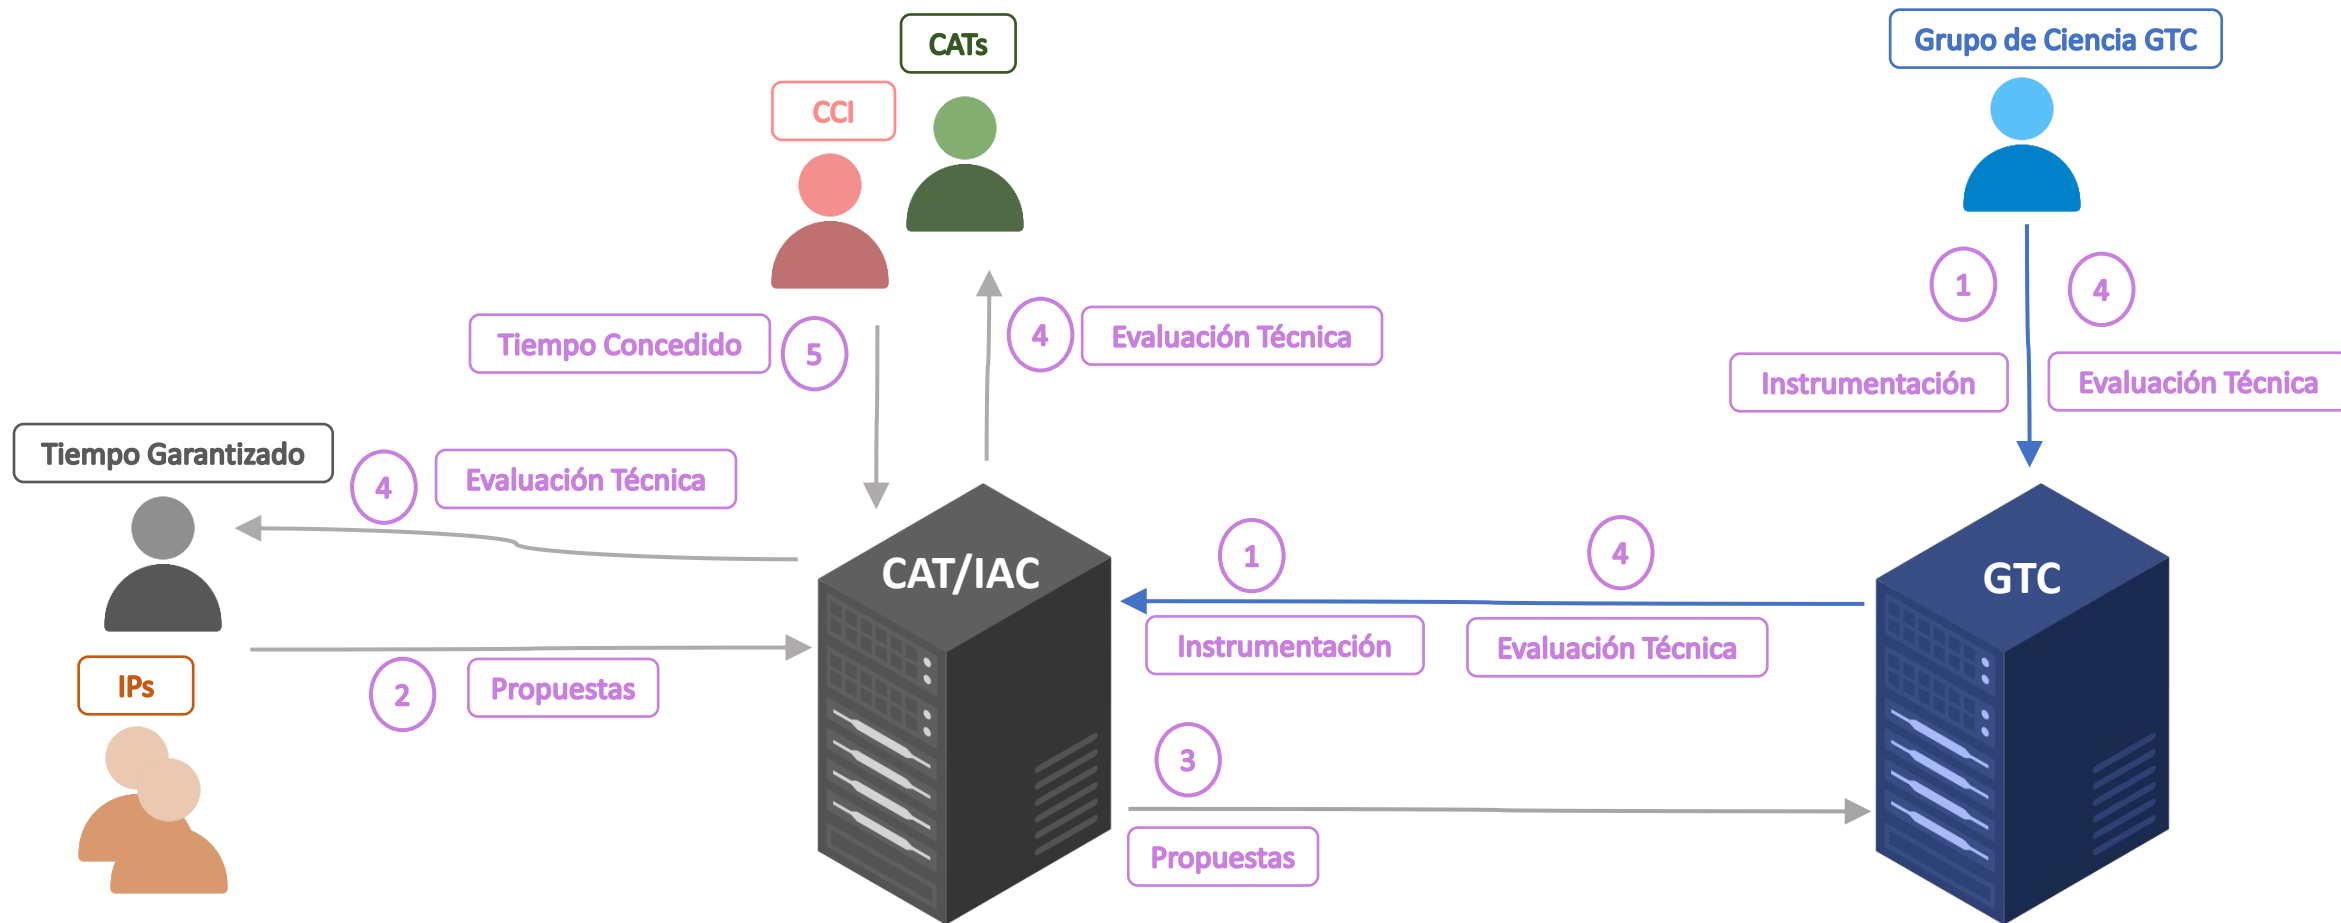 CATs
Grupo de Ciencia GTC
CCI
1
4
Tiempo Concedido
5
4
Evaluación Técnica
Instrumentación
Evaluación Técnica
Tiempo Garantizado
4
Evaluación Técnica
CAT/IAC
1
4
GTC
Instrumentación
Evaluación Técnica
IPs
2
Propuestas
3
Propuestas